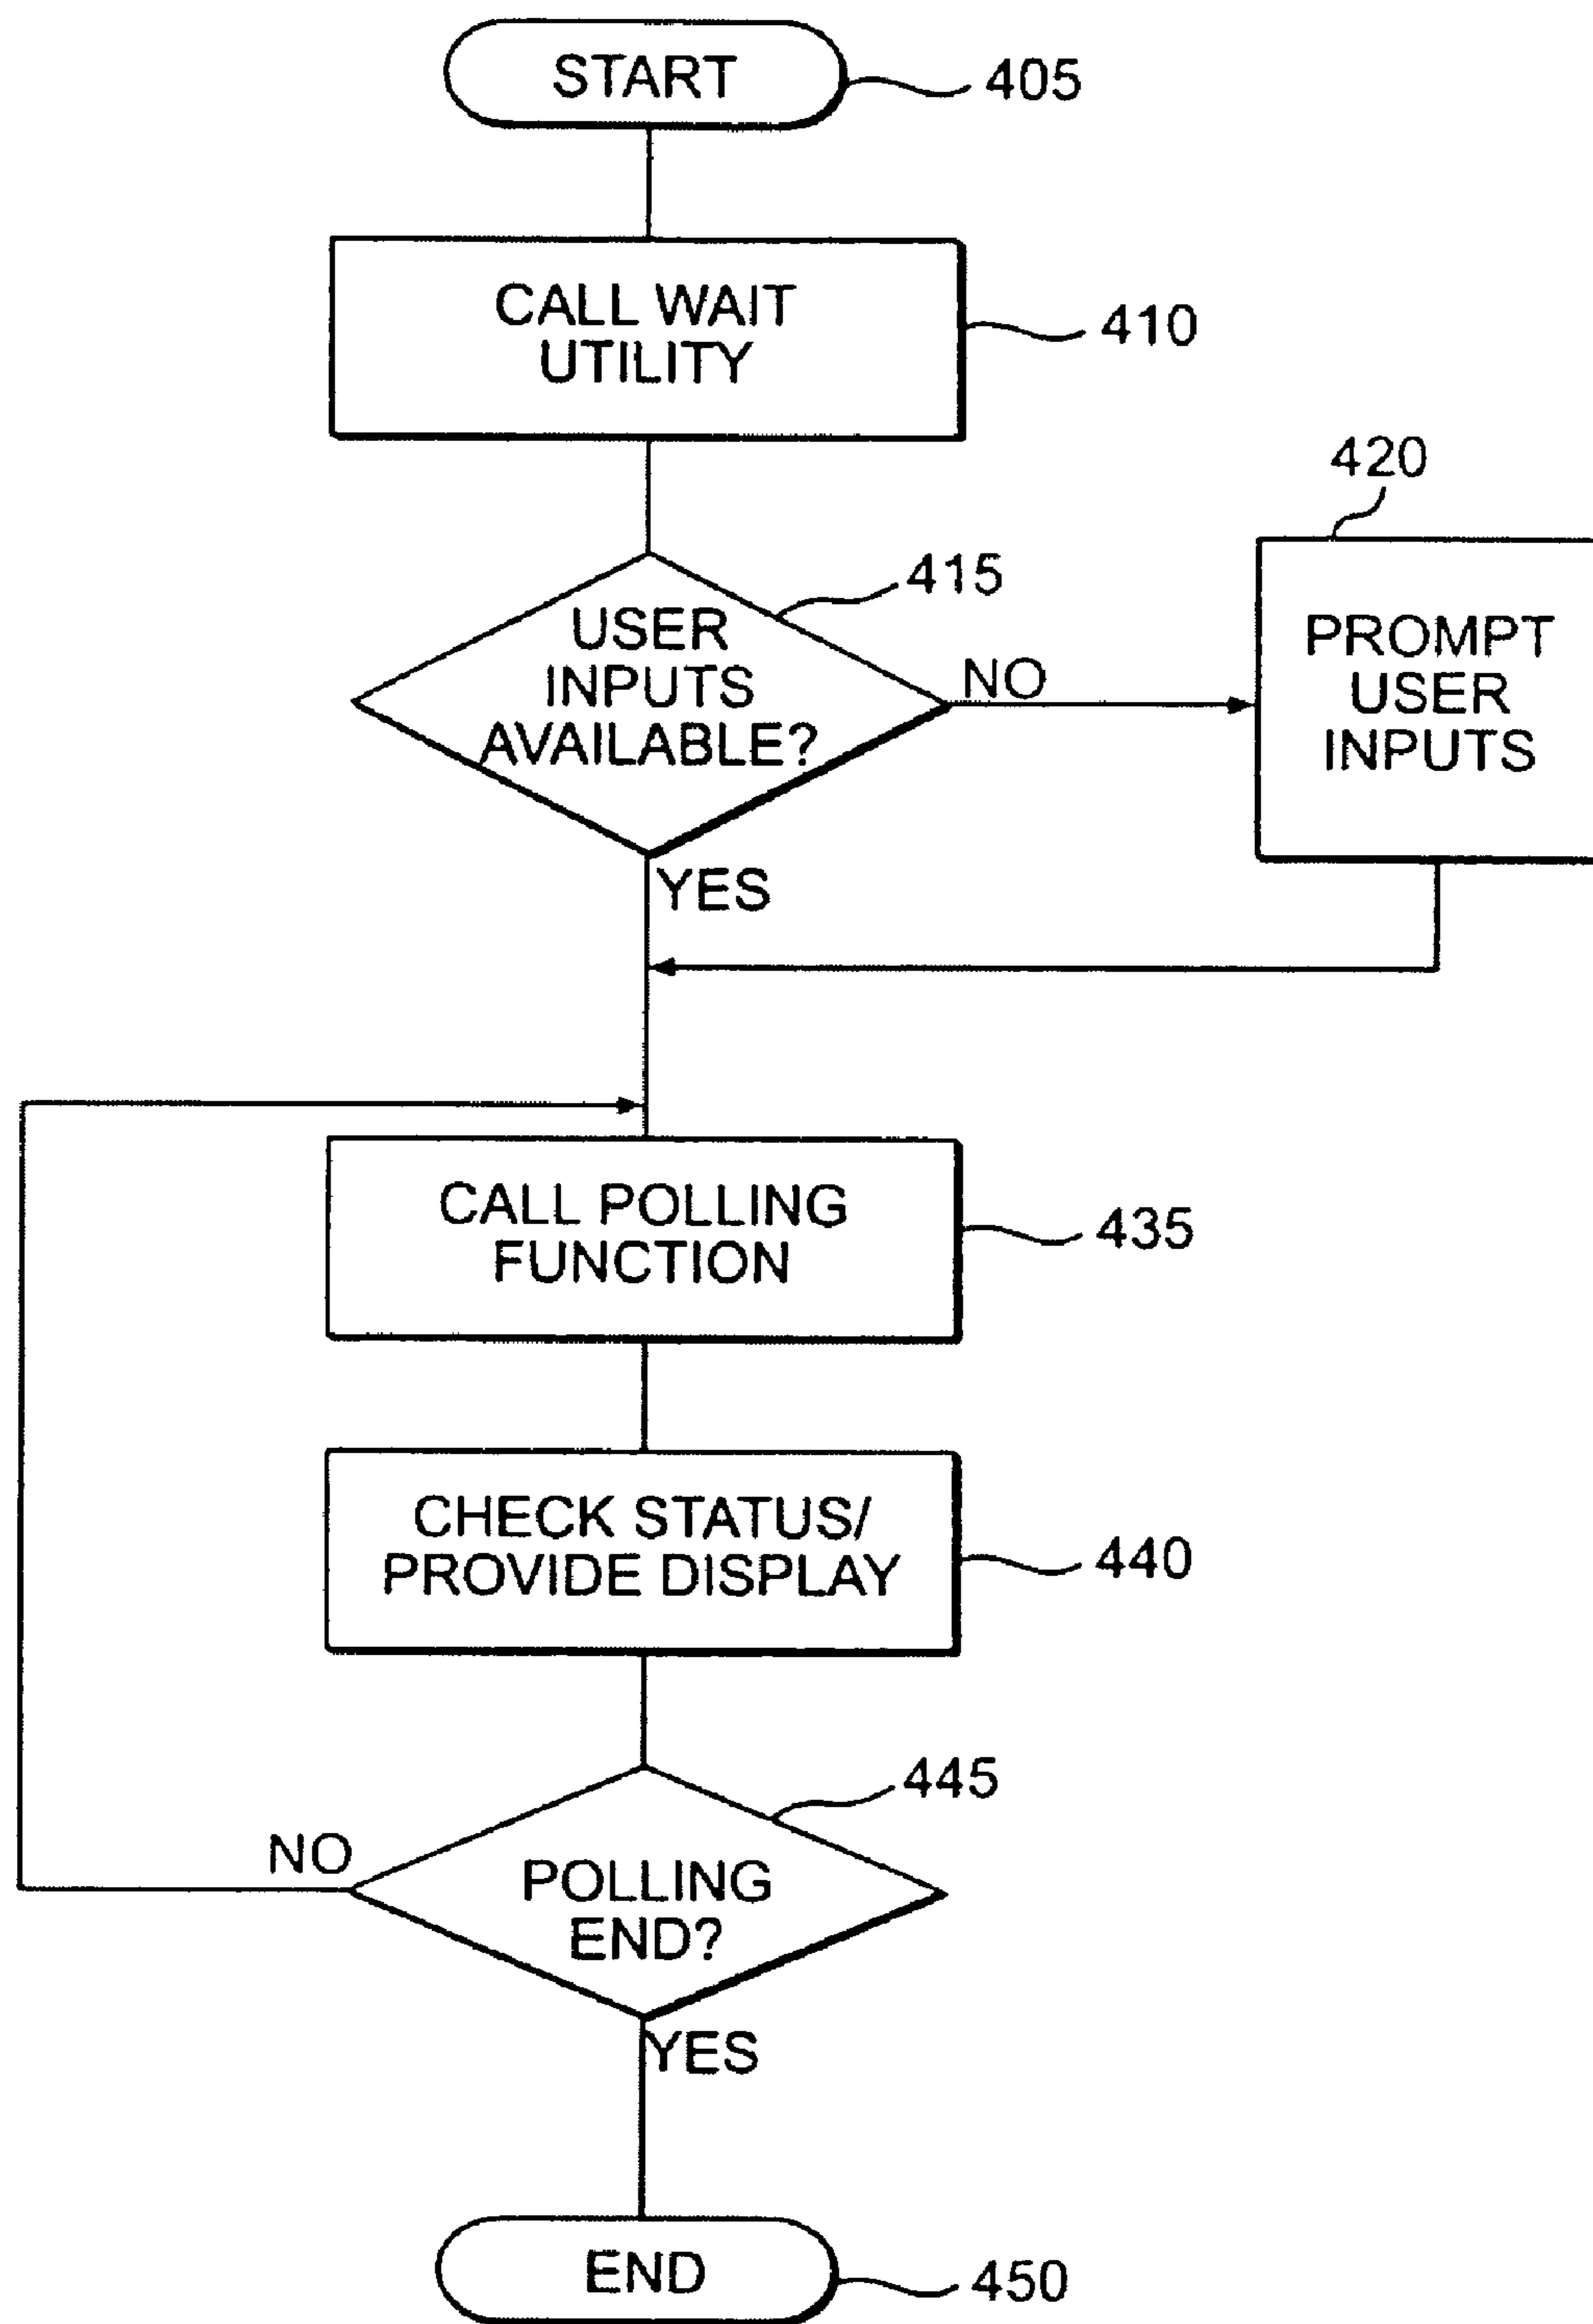 START
405
CALL WAIT
UTILITY
410
420
415
USER
INPUTS
AVAILABLE?
NO
PROMPT
USER
INPUTS
YES
CALL POLLING
FUNCTION
435
CHECK STATUS/
PROVIDE DISPLAY
440
445
NO
POLLING
END?
YES
END
450